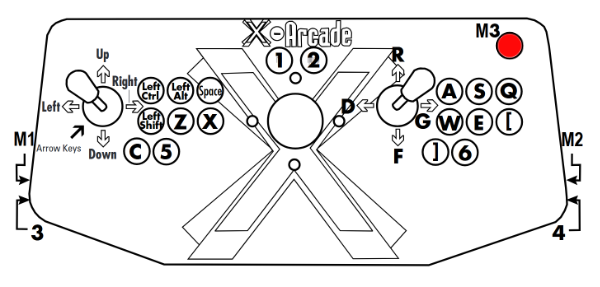 X-Arcade
M3
1 2
Up
R
Right
Left Ctrl
Left Alt
Space
A S Q
Left
D
G
Left Shift
Z X
W E [
M1
Arrow Keys
Down
F
M2
C 5
] 6
3
4